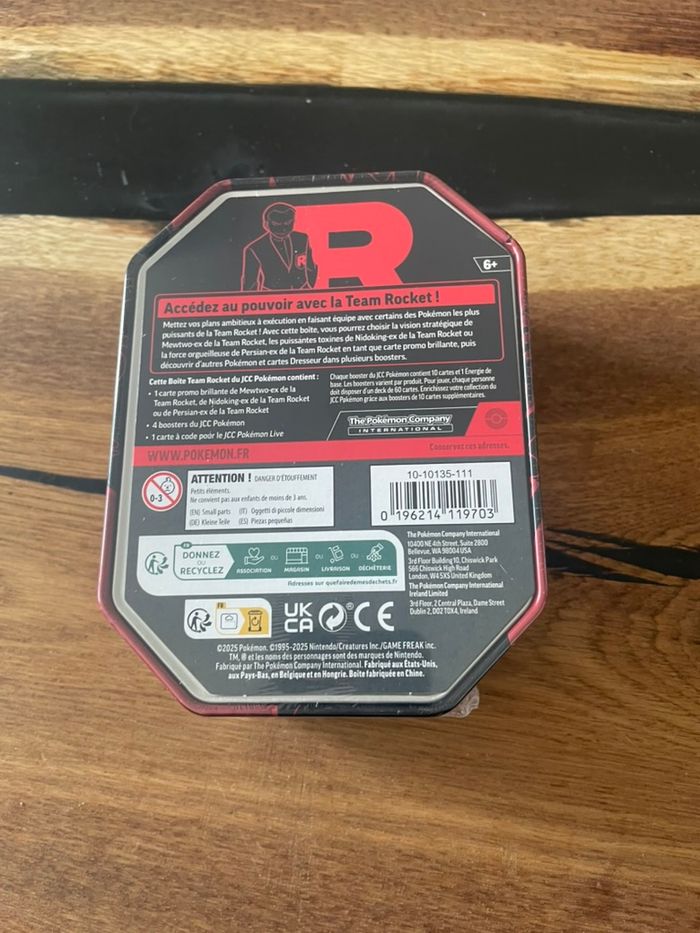 R
R
6+
Accédez au pouvoir avec la Team Rocket !
Mettez vos plans ambitieux à exécution en faisant équipe avec certains des Pokémon les plus
puissants de la Team Rocket ! Avec cette boîte, vous pourrez choisir la vision stratégique de
Mewtwo-ex de la Team Rocket, les puissantes toxines de Nidoking-ex de la Team Rocket ou
la force orgueilleuse de Persian-ex de la Team Rocket en tant que carte promo brillante, puis
découvrir d'autres Pokémon et cartes Dresseur dans plusieurs boosters.
Cette Boîte Team Rocket du JCC Pokémon contient :
• 1 carte promo brillante de Mewtwo-ex de la
Team Rocket, de Nidoking-ex de la Team Rocket
ou de Persian-ex de la Team Rocket
• 4 boosters du JCC Pokémon
• 1 carte à code pour le JCC Pokémon Live
Chaque booster du JCC Pokémon contient 10 cartes et 1 Énergie de
base. Les boosters varient par produit. Pour jouer, chaque personne
doit disposer d'un deck de 60 cartes. Enrichissez votre collection du
JCC Pokémon grâce aux boosters de 10 cartes supplémentaires.
The Pokémon Company
INTERNATIONAL
WWW.POKEMON.FR
Conservez ces adresses.
0-3
ATTENTION ! DANGER D'ÉTOUFFEMENT
Petits éléments.
Ne convient pas aux enfants de moins de 3 ans.
(EN) Small parts (IT) Oggetti di piccole dimensioni
(DE) Kleine Teile (ES) Piezas pequeñas
10-10135-111
0 196214 119703
FR
DONNEZ
ou
RECYCLEZ
ASSOCIATION
OU
MAGASIN
OU
LIVRAISON
OU
DÉCHÈTERIE
Adresses sur quefairedemesdechets.fr
The Pokémon Company International
10400 NE 4th Street, Suite 2800
Bellevue, WA 98004 USA
3rd Floor Building 10, Chiswick Park
566 Chiswick High Road
London, W4 5XS United Kingdom
The Pokémon Company International
Ireland Limited
3rd Floor, 2 Central Plaza, Dame Street
Dublin 2, D02 T0X4, Ireland
FR
UK
CA
CE
©2025 Pokémon. ©1995-2025 Nintendo/Creatures Inc./GAME FREAK inc.
TM, ® et les noms des personnages sont des marques de Nintendo.
Fabriqué par The Pokémon Company International. Fabriqué aux États-Unis,
aux Pays-Bas, en Belgique et en Hongrie. Boîte fabriquée en Chine.